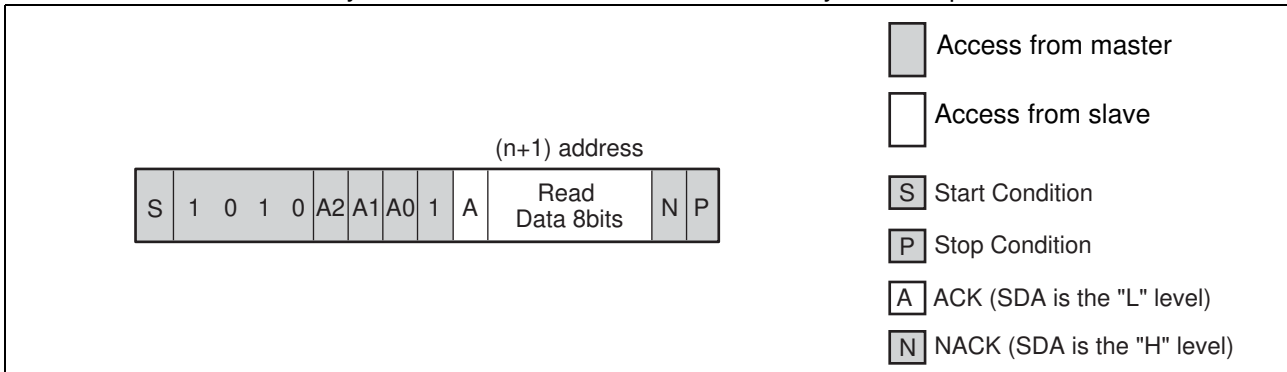 Access from master
Access from slave
(n+1) address
S 1 0 1 0 A2 A1 A0 1 A Read Data 8bits N P
S Start Condition
P Stop Condition
A ACK (SDA is the "L" level)
N NACK (SDA is the "H" level)